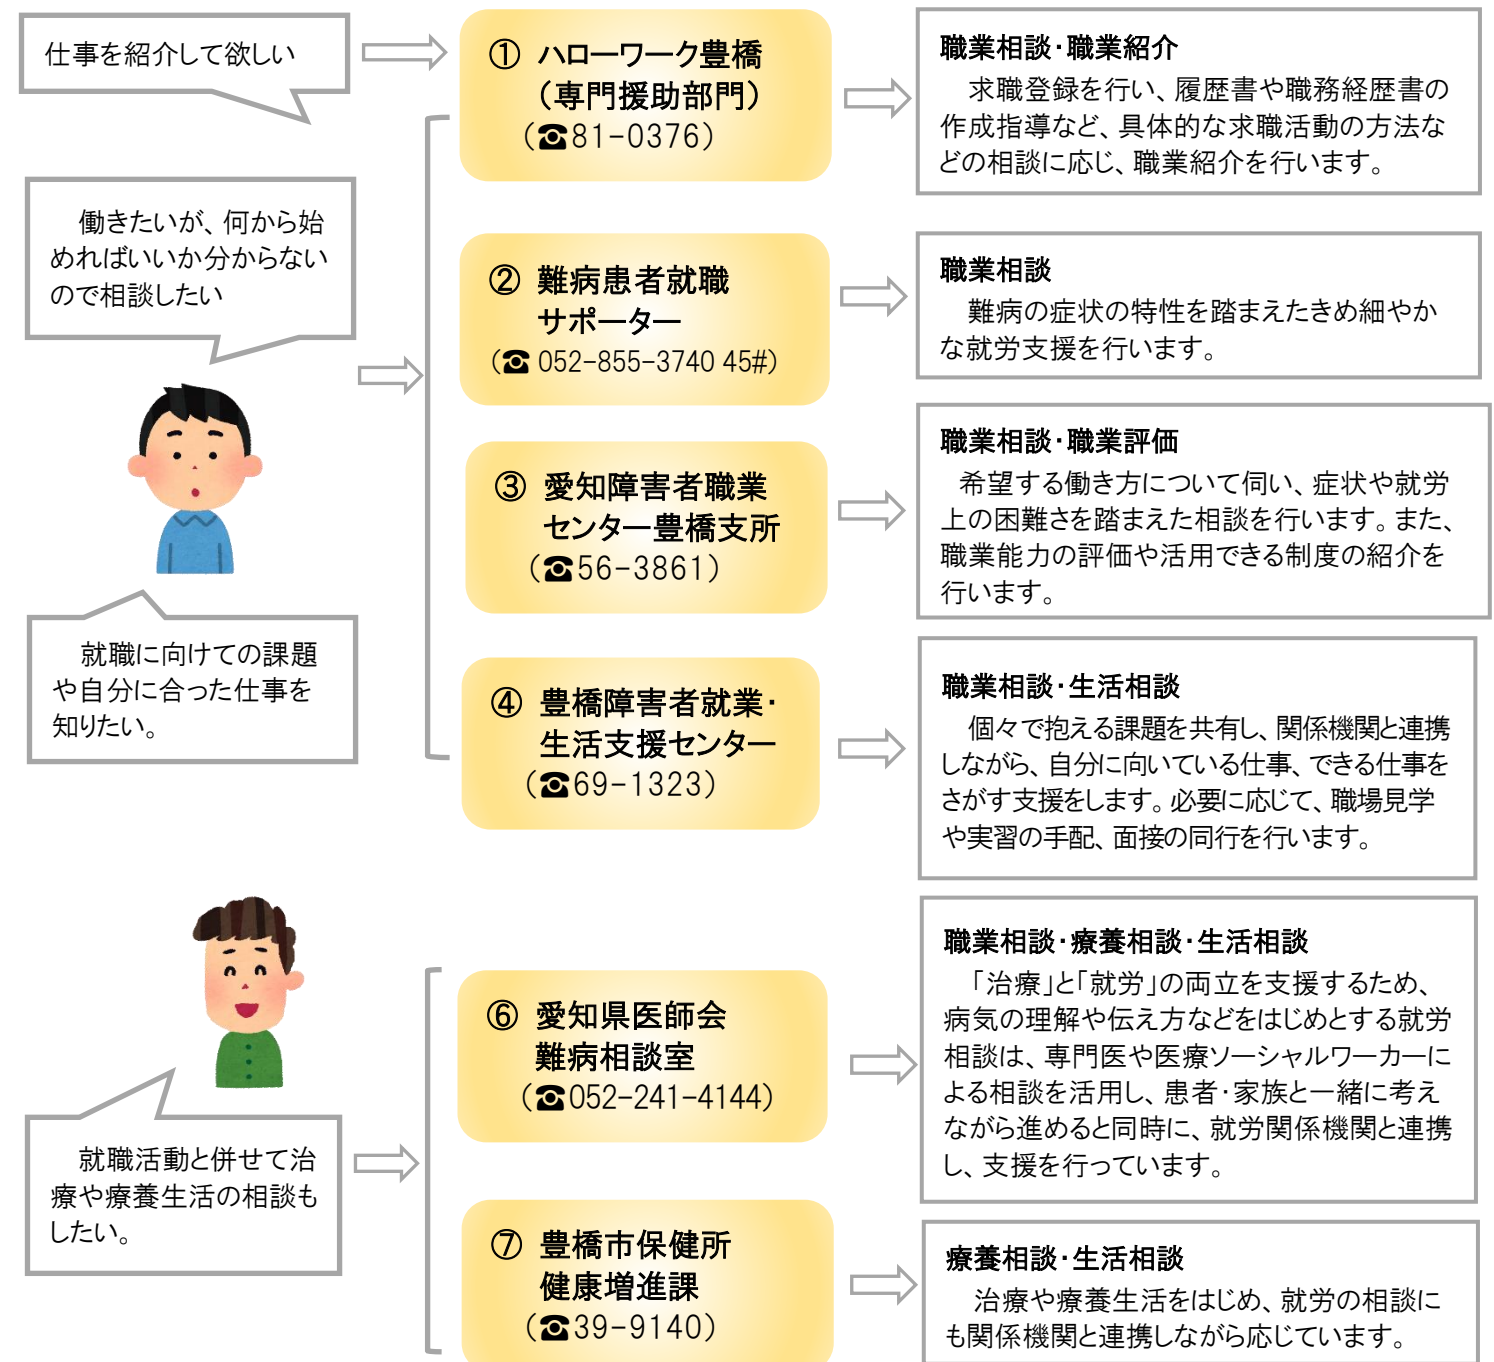 仕事を紹介して欲しい
① ハローワーク豊橋
（専門援助部門）
（☎81-0376）
職業相談・職業紹介
求職登録を行い、履歴書や職務経歴書の
作成指導など、具体的な求職活動の方法な
どの相談に応じ、職業紹介を行います。
働きたいが、何から始
めればいいか分からない
ので相談したい
② 難病患者就職
サポーター
（☎ 052-855-3740 45#）
職業相談
難病の症状の特性を踏まえたきめ細やか
な就労支援を行います。
③ 愛知障害者職業
センター豊橋支所
（☎56-3861）
職業相談・職業評価
希望する働き方について伺い、症状や就労
上の困難さを踏まえた相談を行います。また、
職業能力の評価や活用できる制度の紹介を
行います。
就職に向けての課題
や自分に合った仕事を
知りたい。
④ 豊橋障害者就業・
生活支援センター
（☎69-1323）
職業相談・生活相談
個々で抱える課題を共有し、関係機関と連携
しながら、自分に向いている仕事、できる仕事を
さがす支援をします。必要に応じて、職場見学
や実習の手配、面接の同行を行います。
⑥ 愛知県医師会
難病相談室
（☎052-241-4144）
職業相談・療養相談・生活相談
「治療」と「就労」の両立を支援するため、
病気の理解や伝え方などをはじめとする就労
相談は、専門医や医療ソーシャルワーカーに
よる相談を活用し、患者・家族と一緒に考え
ながら進めると同時に、就労関係機関と連携
し、支援を行っています。
就職活動と併せて治
療や療養生活の相談も
したい。
⑦ 豊橋市保健所
健康増進課
（☎39-9140）
療養相談・生活相談
治療や療養生活をはじめ、就労の相談に
も関係機関と連携しながら応じています。